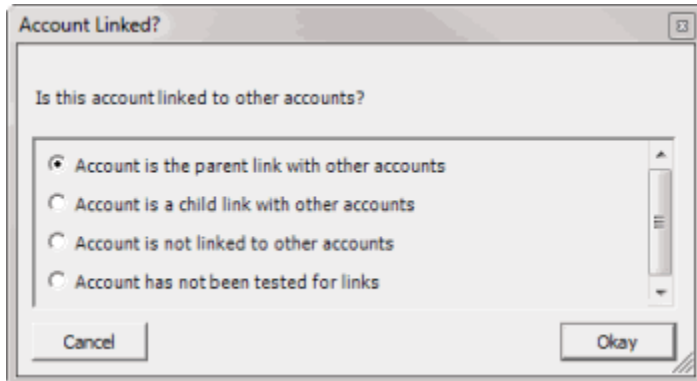 Account Linked?
Is this account linked to other accounts?
Account is the parent link with other accounts
Account is a child link with other accounts
Account is not linked to other accounts
Account has not been tested for links
Cancel
Okay